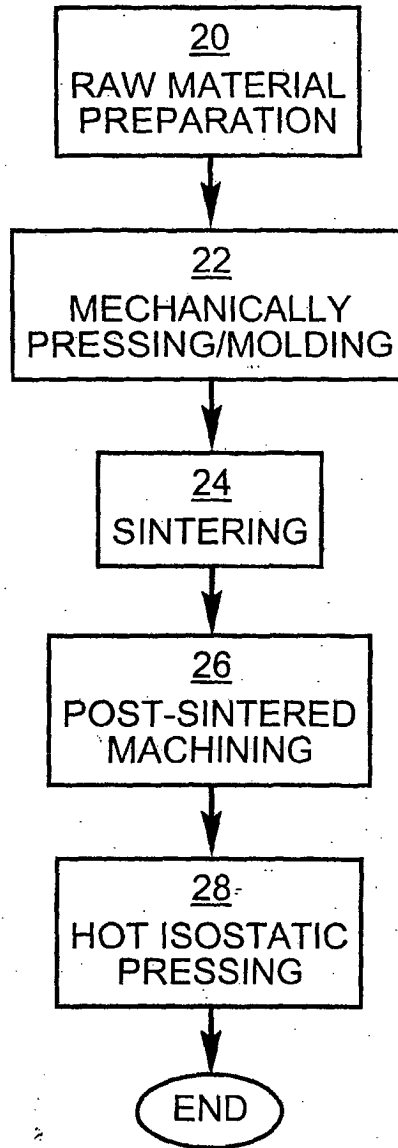 20
RAW MATERIAL
PREPARATION
22
MECHANICALLY
PRESSING/MOLDING
24
SINTERING
26
POST-SINTERED
MACHINING
28
HOT ISOSTATIC
PRESSING
END